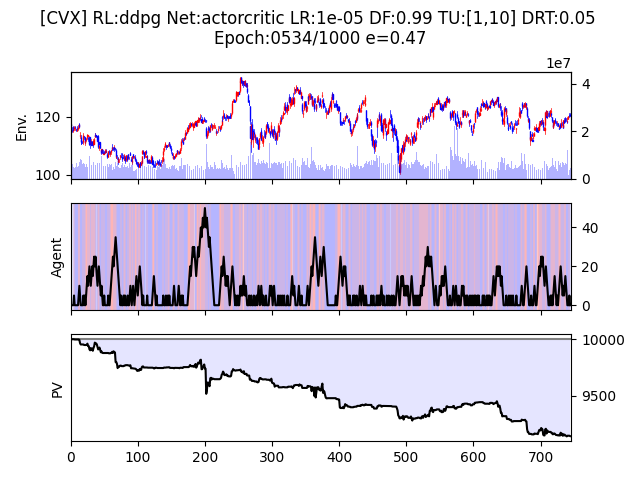 [CVX] RL:ddpg Net:actorcritic LR:1e-05 DF:0.99 TU:[1,10] DRT:0.05
Epoch:0534/1000 e=0.47
1e7
Env.
120
100
4
2
0
Agent
40
20
0
PV
10000
9500
0 100 200 300 400 500 600 700